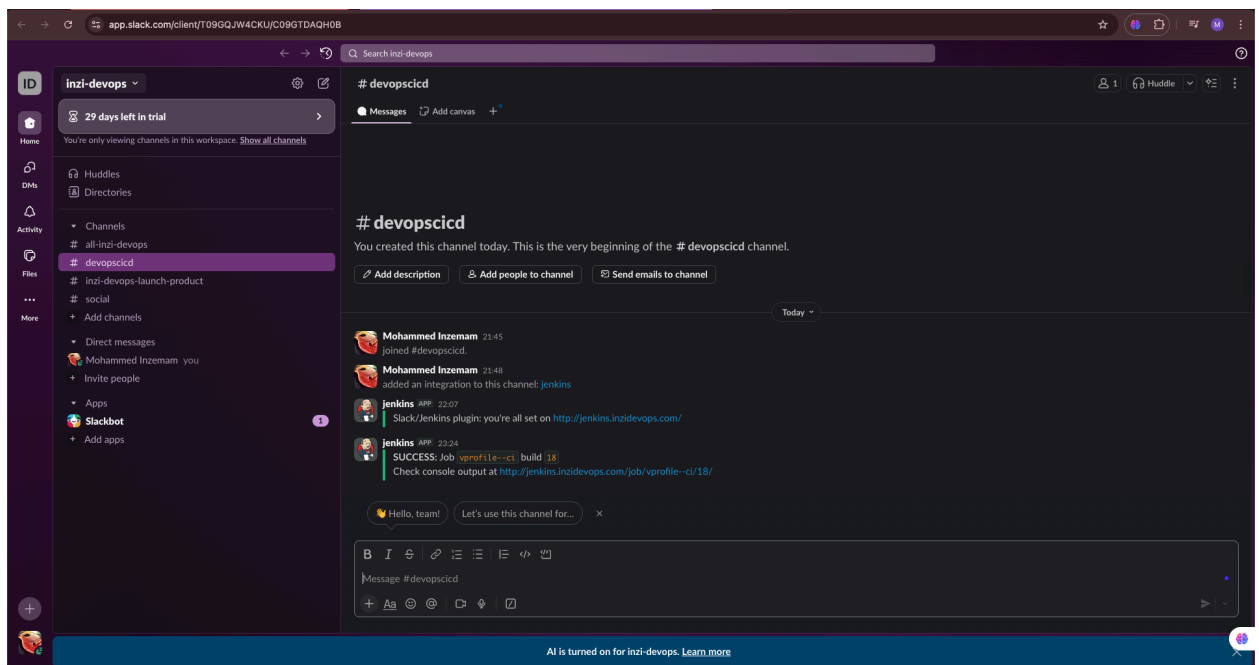 app.slack.com/client/T09GQJW4CKU/C09GTDAQH0B
M
Search inzi-devops
ID
inzi-devops
29 days left in trial
You're only viewing channels in this workspace. Show all channels
Home
DMs
Activity
Files
More
Huddles
Directories
Channels
# all-inzi-devops
# devopscicd
# inzi-devops-launch-product
# social
+ Add channels
Direct messages
Mohammed Inzemam you
+ Invite people
Apps
Slackbot 1
+ Add apps
# devopscicd
1
Huddle
Messages Add canvas +
# devopscicd
You created this channel today. This is the very beginning of the # devopscicd channel.
Add description Add people to channel Send emails to channel
Today
Mohammed Inzemam 21:45
joined #devopscicd.
Mohammed Inzemam 21:48
added an integration to this channel: jenkins
jenkins APP 22:07
Slack/Jenkins plugin: you're all set on http://jenkins.inzidevops.com/
jenkins APP 23:24
SUCCESS: Job vprofile--ci build 18
Check console output at http://jenkins.inzidevops.com/job/vprofile--ci/18/
👋 Hello, team! Let's use this channel for... ×
B I S
Message #devopscicd
+ Aa @
AI is turned on for inzi-devops. Learn more